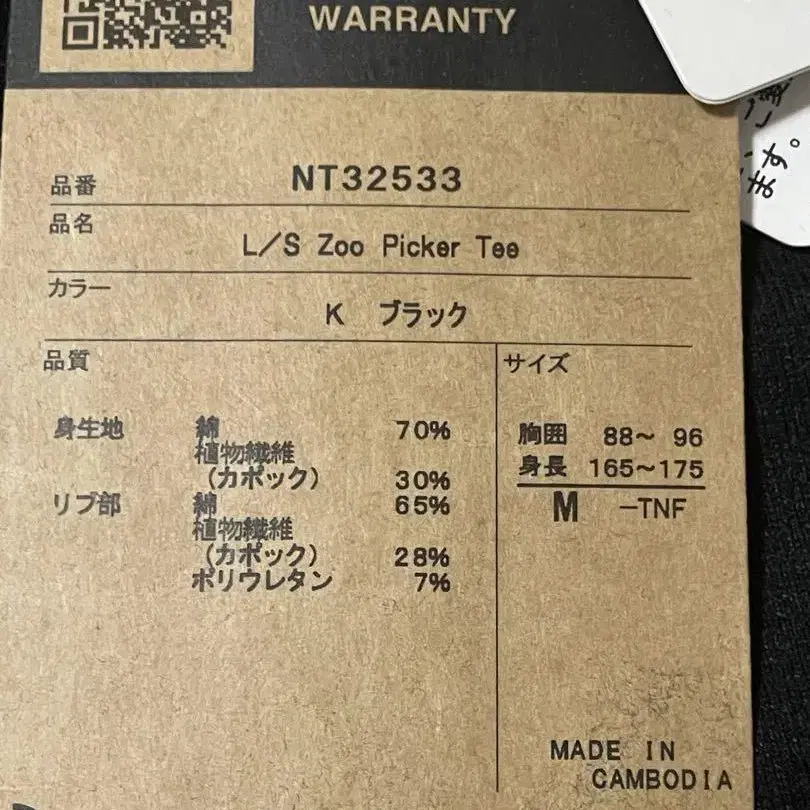 WARRANTY
ます。
品番 NT32533
品名
L/S Zoo Picker Tee
カラー
K ブラック
品質
サイズ
身生地 綿 70%
植物繊維
(カポック) 30%
リブ部 綿 65%
植物繊維
(カポック) 28%
ポリウレタン 7%
胸囲 88~ 96
身長 165~175
M -TNF
MADE IN
CAMBODIA